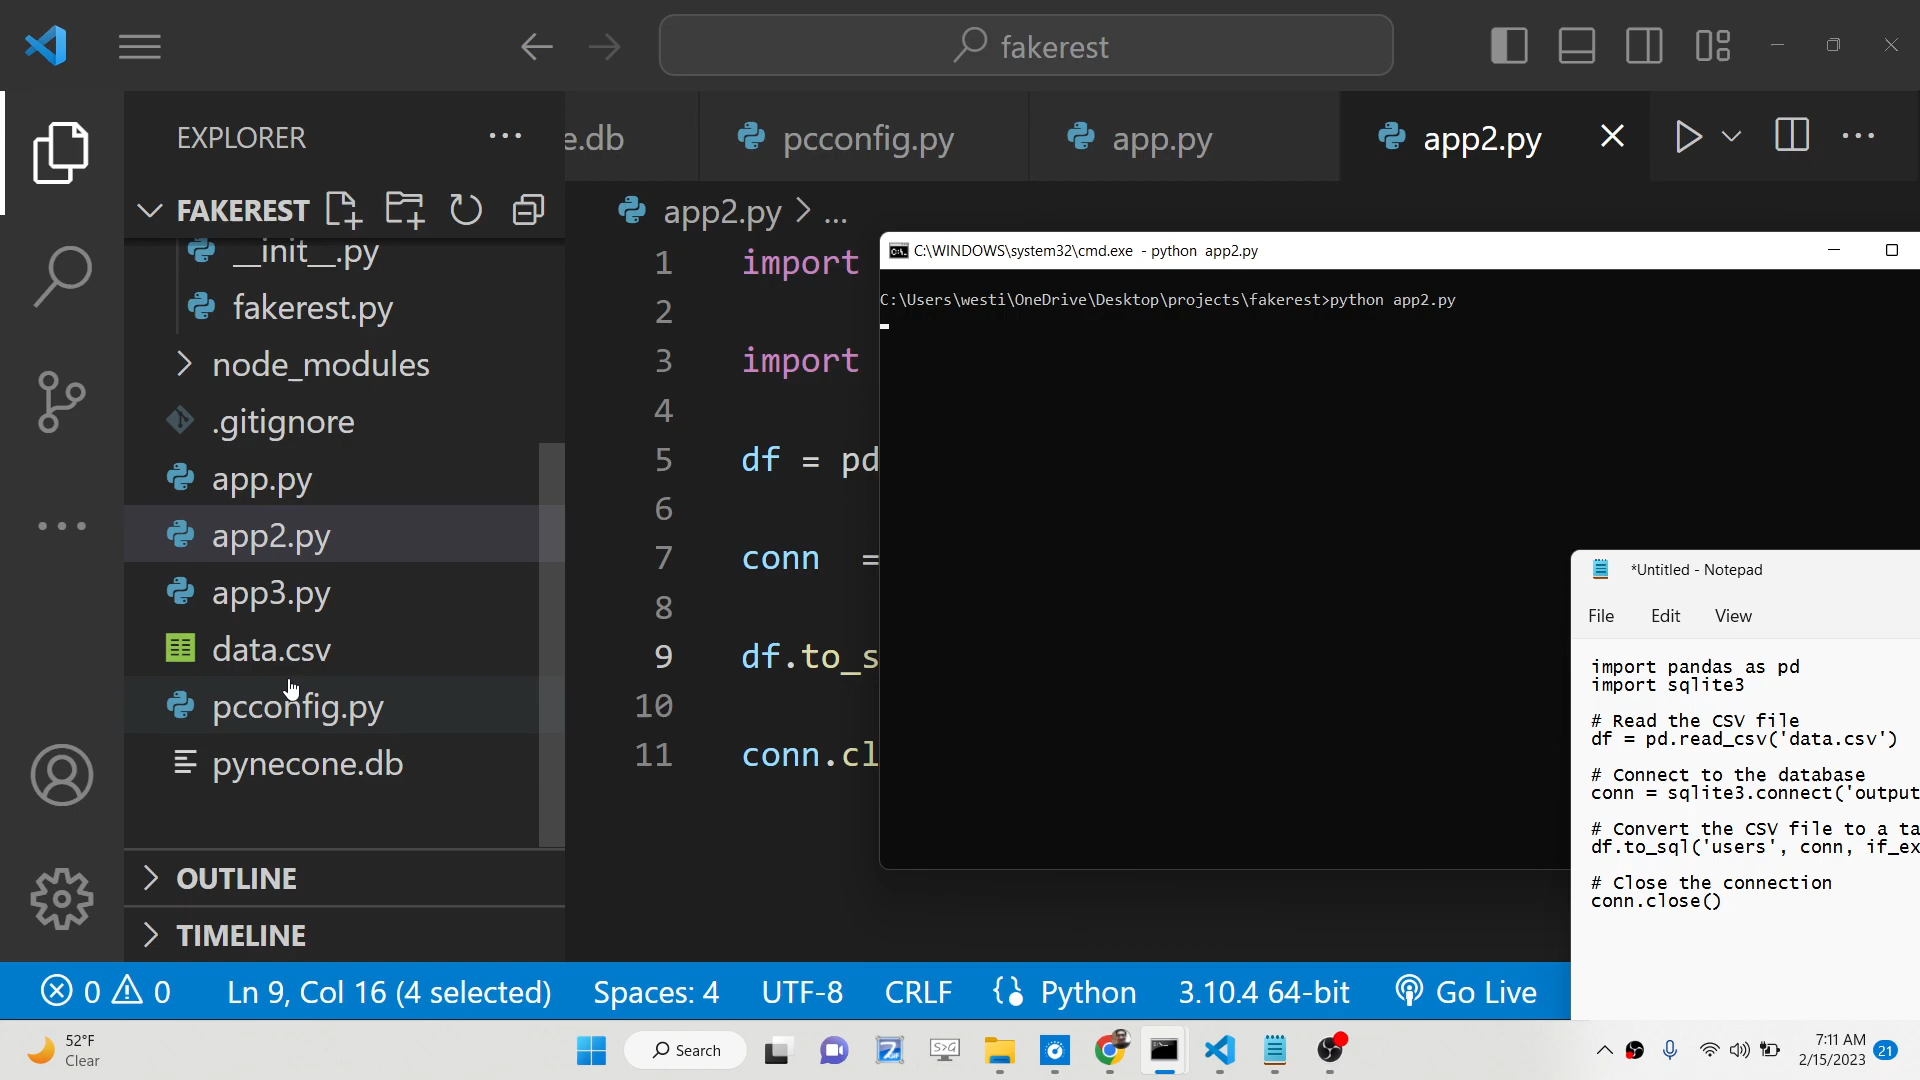 fakerest
EXPLORER
e.db
pcconfig.py
app.py
app2.py
FAKEREST
app2.py > ...
__init__.py
fakerest.py
node_modules
.gitignore
app.py
app2.py
app3.py
data.csv
pcconfig.py
pynecone.db
OUTLINE
TIMELINE
1 import
2
3 import
4
5 df = pd
6
7 conn =
8
9 df.to_s
10
11 conn.cl
C:\WINDOWS\system32\cmd.exe - python app2.py
C:\Users\westi\OneDrive\Desktop\projects\fakerest>python app2.py
*Untitled - Notepad
File Edit View
import pandas as pd
import sqlite3
# Read the CSV file
df = pd.read_csv('data.csv')
# Connect to the database
conn = sqlite3.connect('output
# Convert the CSV file to a ta
df.to_sql('users', conn, if_ex
# Close the connection
conn.close()
0 0 Ln 9, Col 16 (4 selected) Spaces: 4 UTF-8 CRLF Python 3.10.4 64-bit Go Live
52°F
Clear
Search
S>G
7:11 AM
2/15/2023
21